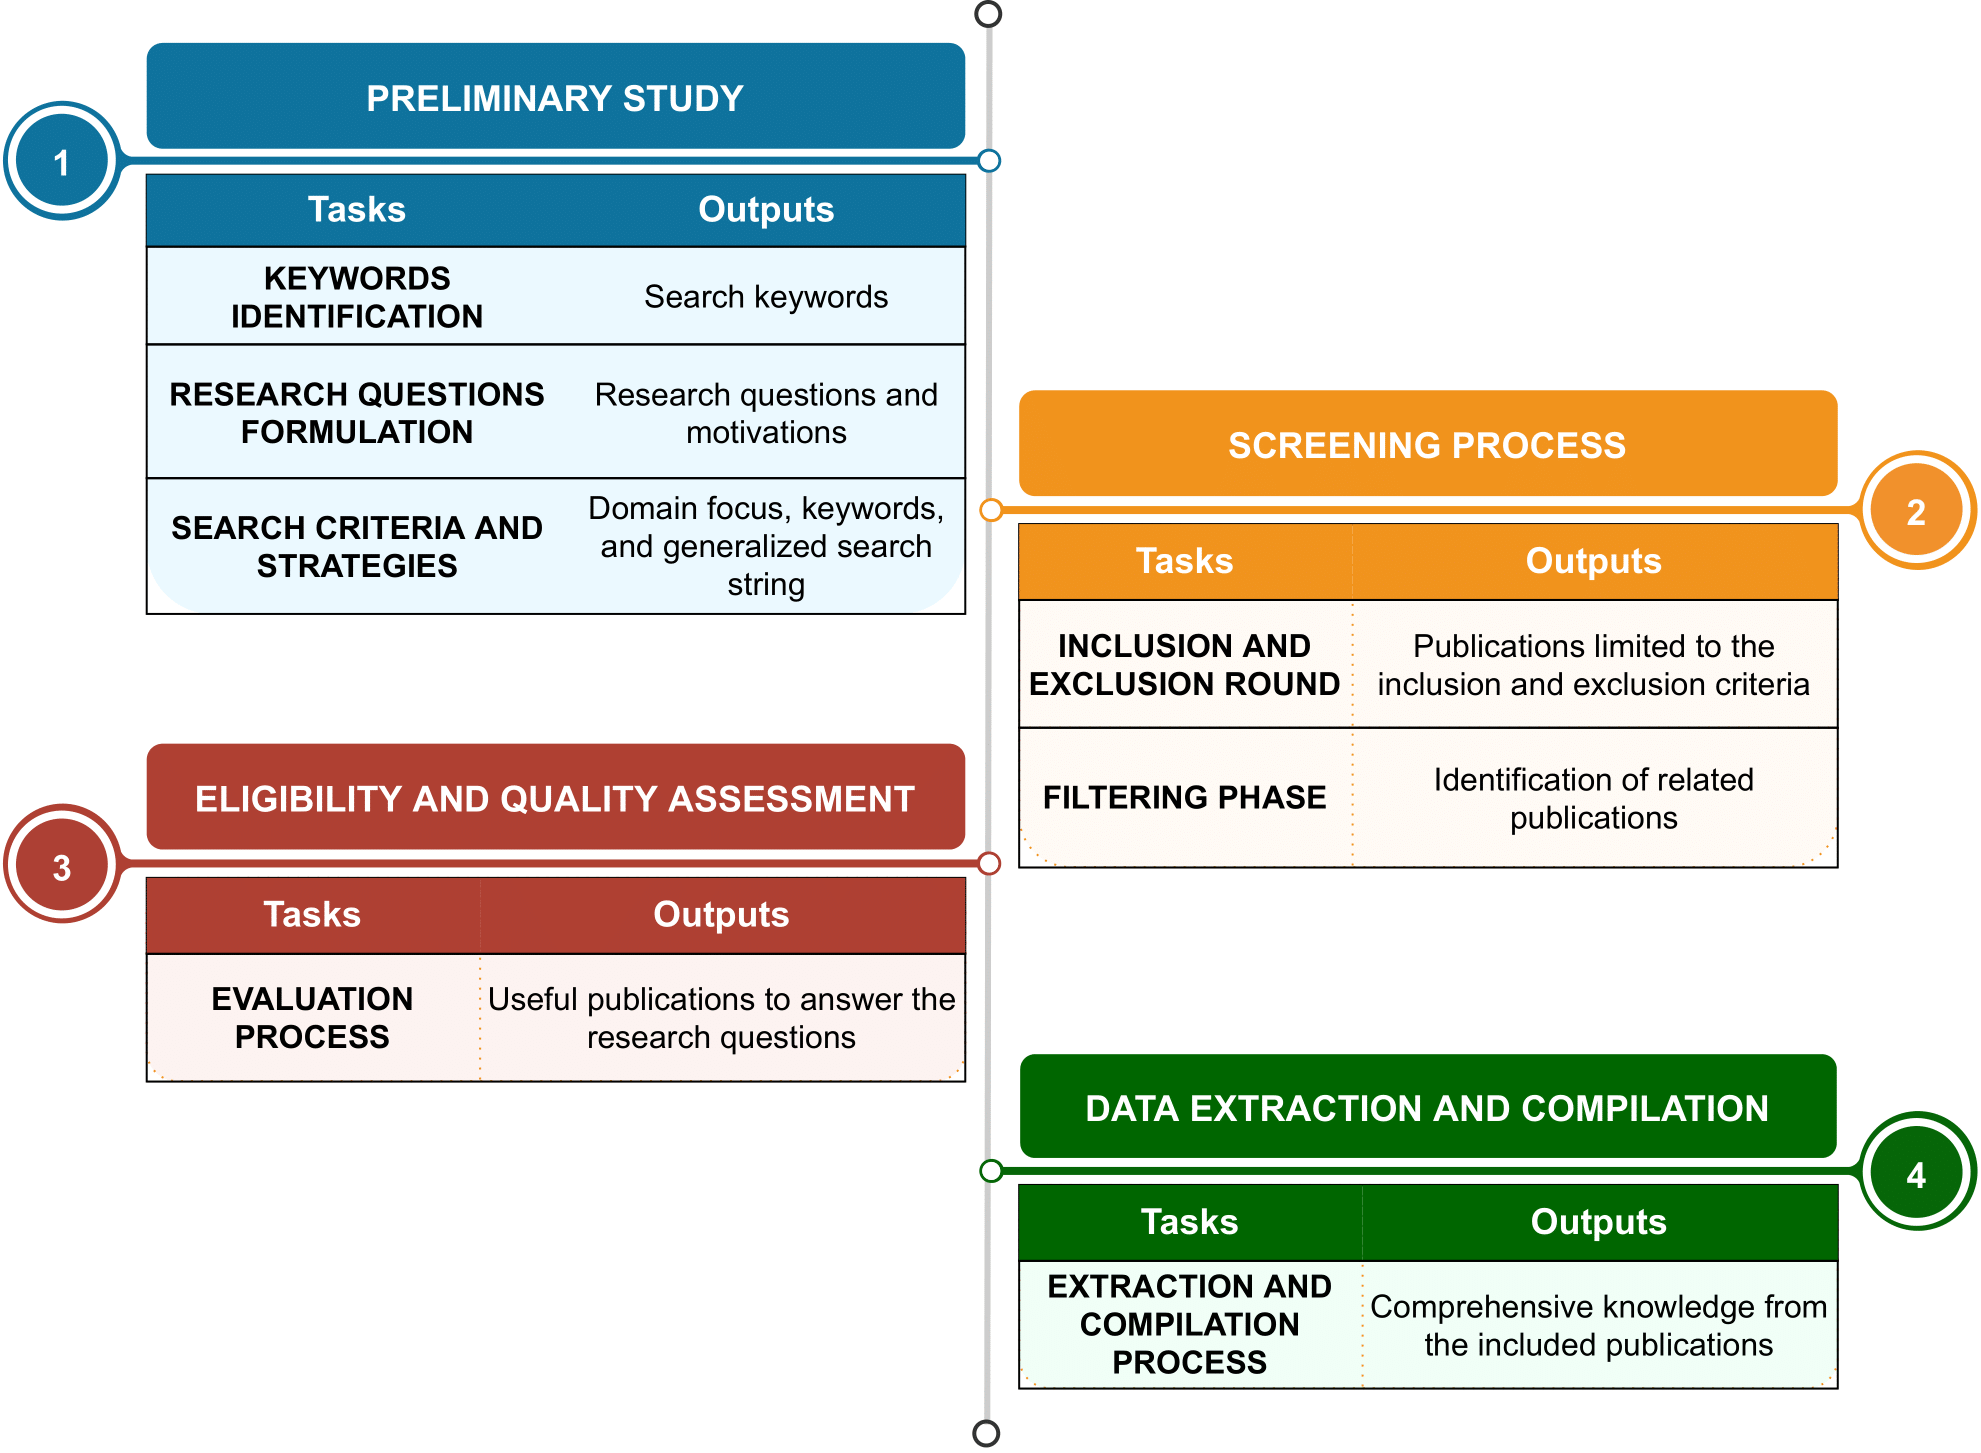 PRELIMINARY STUDY
1
Tasks Outputs
KEYWORDS
IDENTIFICATION
Search keywords
RESEARCH QUESTIONS
FORMULATION
Research questions and
motivations
SEARCH CRITERIA AND
STRATEGIES
Domain focus, keywords,
and generalized search
string
SCREENING PROCESS
2
Tasks Outputs
INCLUSION AND
EXCLUSION ROUND
Publications limited to the
inclusion and exclusion criteria
FILTERING PHASE
Identification of related
publications
ELIGIBILITY AND QUALITY ASSESSMENT
3
Tasks Outputs
EVALUATION
PROCESS
Useful publications to answer the
research questions
DATA EXTRACTION AND COMPILATION
4
Tasks Outputs
EXTRACTION AND
COMPILATION
PROCESS
Comprehensive knowledge from
the included publications